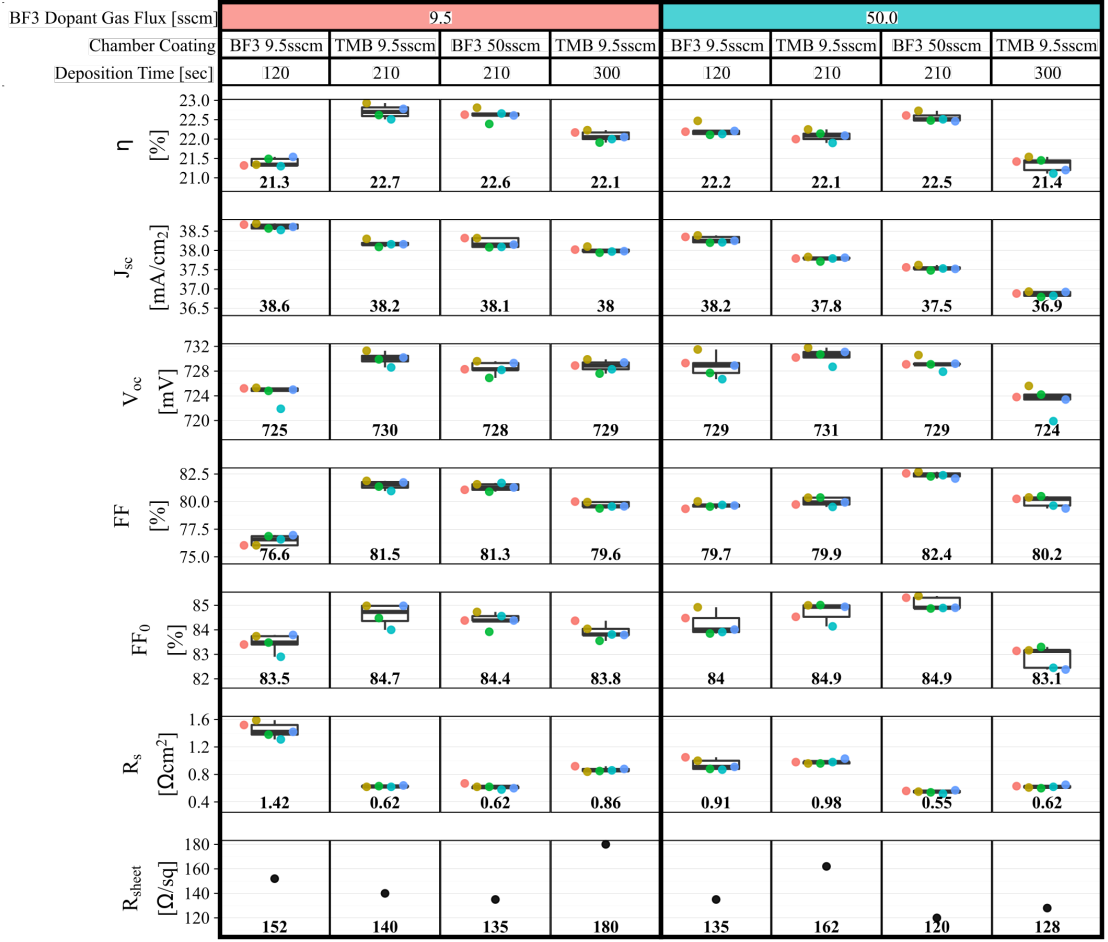 BF3 Dopant Gas Flux [sscm] 9.5 50.0
Chamber Coating BF3 9.5sscm TMB 9.5sscm BF3 50sscm TMB 9.5sscm BF3 9.5sscm TMB 9.5sscm BF3 50sscm TMB 9.5sscm
Deposition Time [sec] 120 210 210 300 120 210 210 300
η [%]
23.0
22.5
22.0
21.5
21.0
21.3 22.7 22.6 22.1 22.2 22.1 22.5 21.4
Jsc [mA/cm2]
38.5
38.0
37.5
37.0
36.5
38.6 38.2 38.1 38 38.2 37.8 37.5 36.9
Voc [mV]
732
728
724
720
725 730 728 729 729 731 729 724
FF [%]
82.5
80.0
77.5
75.0
76.6 81.5 81.3 79.6 79.7 79.9 82.4 80.2
FF0 [%]
85
84
83
82
83.5 84.7 84.4 83.8 84 84.9 84.9 83.1
Rs [Ωcm2]
1.6
1.2
0.8
0.4
1.42 0.62 0.62 0.86 0.91 0.98 0.55 0.62
Rsheet [Ω/sq]
180
160
140
120
152 140 135 180 135 162 120 128